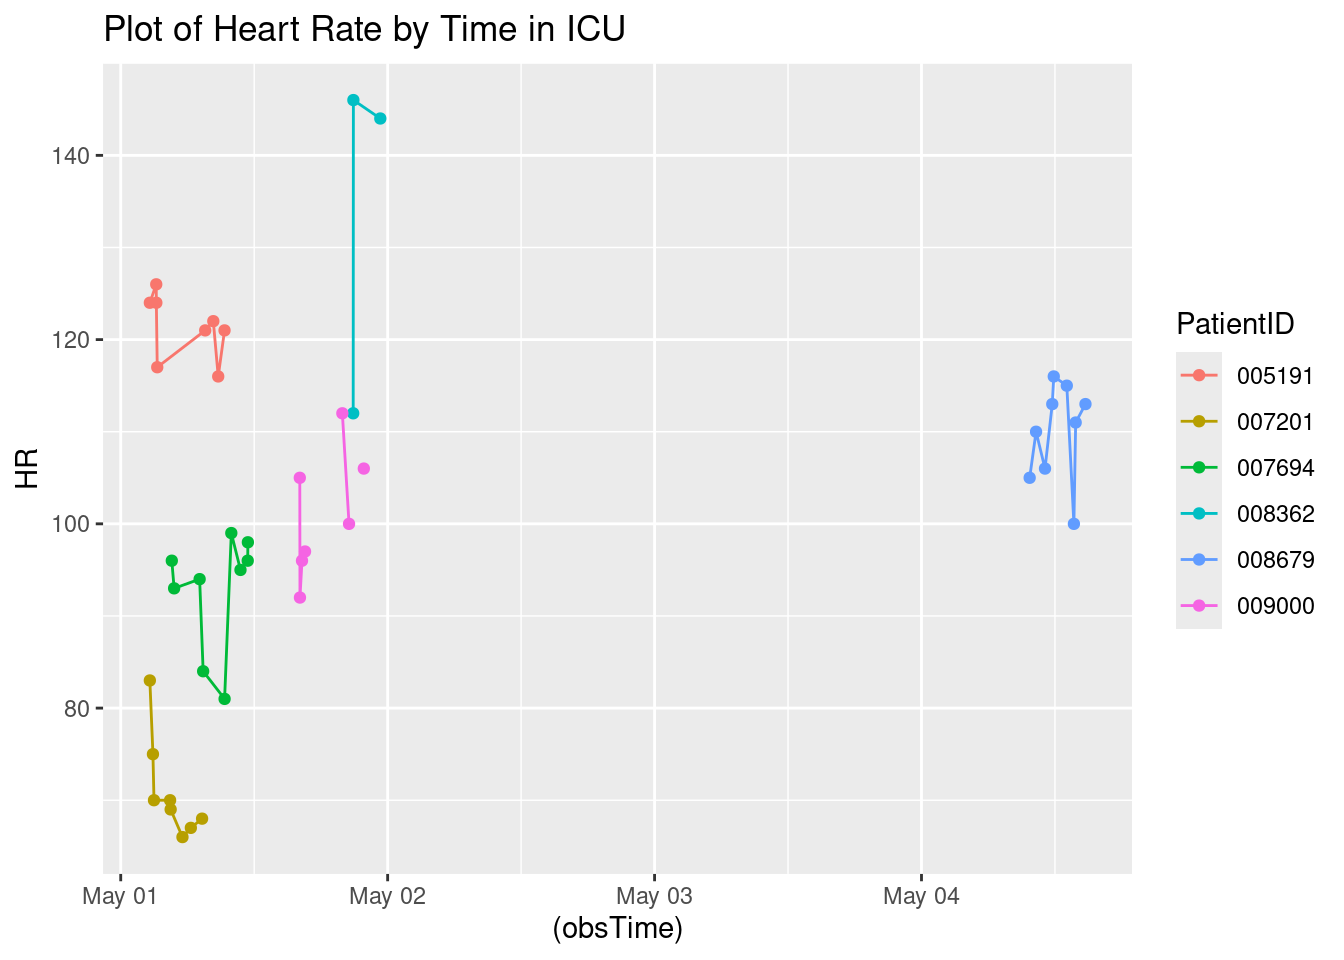 Plot of Heart Rate by Time in ICU
HR
140
120
100
80
May 01
May 02
May 03
May 04
(obsTime)
PatientID
005191
007201
007694
008362
008679
009000